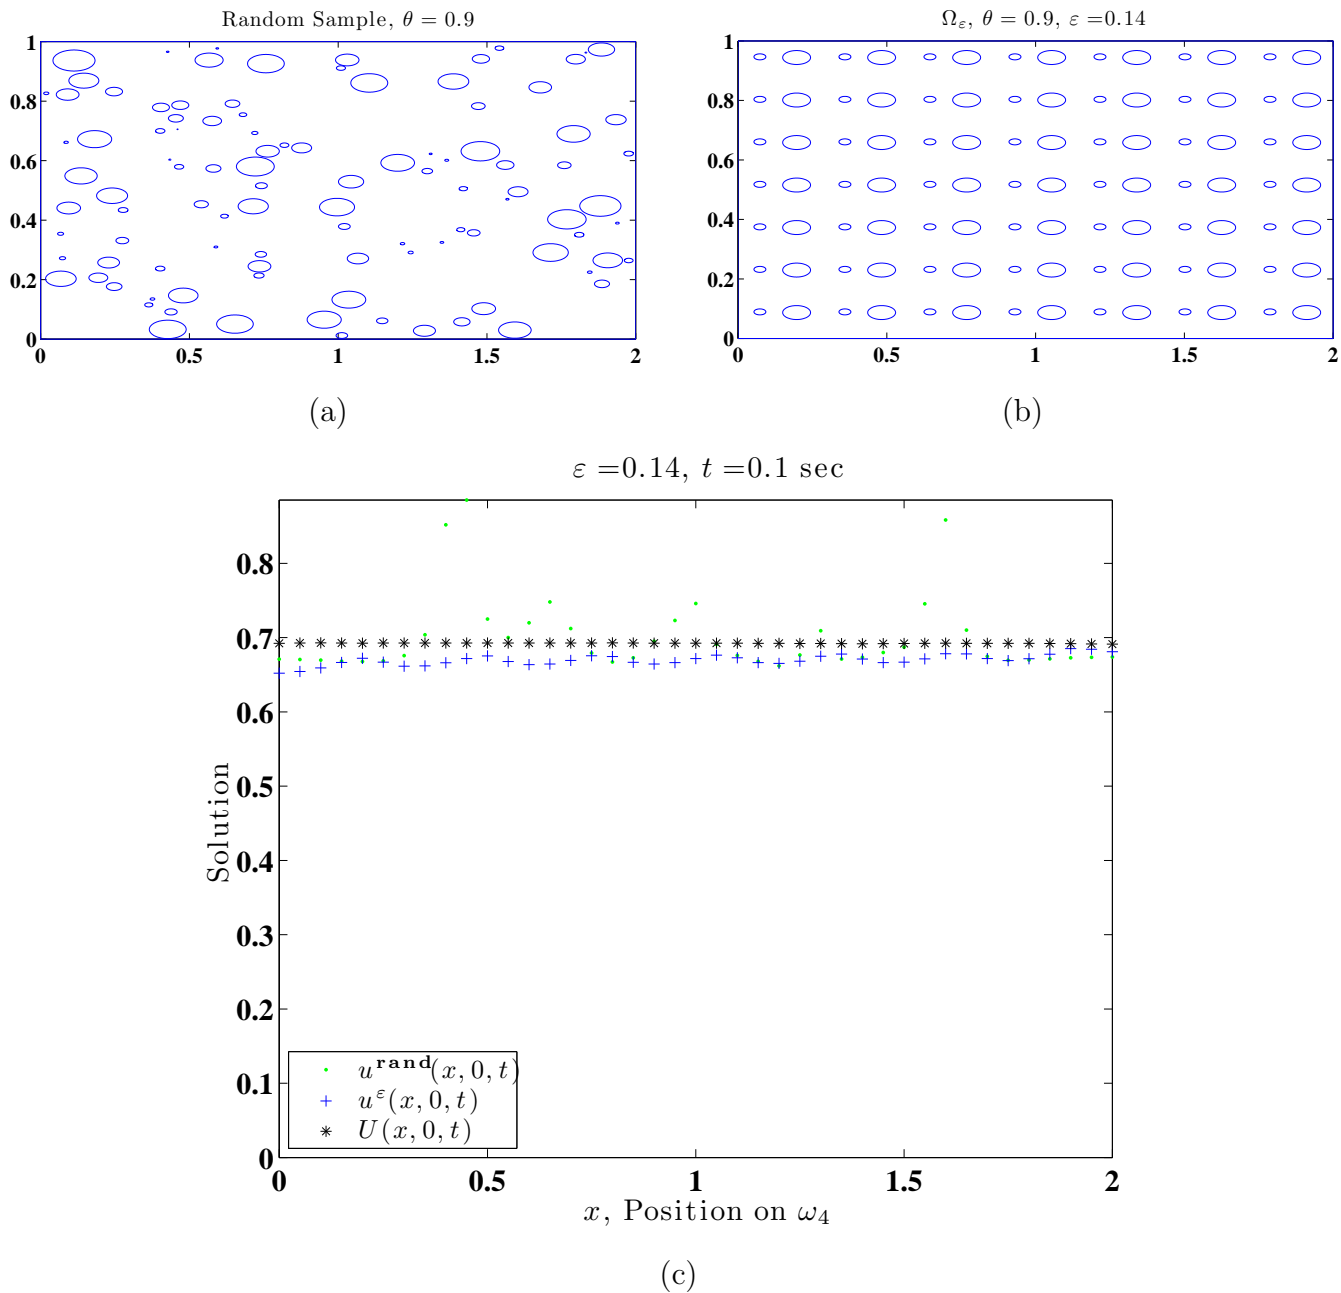 Random Sample, θ = 0.9
1
0.8
0.6
0.4
0.2
0
0 0.5 1 1.5 2
(a)
Ω_ε, θ = 0.9, ε =0.14
1
0.8
0.6
0.4
0.2
0
0 0.5 1 1.5 2
(b)
ε =0.14, t =0.1 sec
Solution
0.8
0.7
0.6
0.5
0.4
0.3
0.2
0.1
0
u^rand(x, 0, t)
u^ε(x, 0, t)
U(x, 0, t)
0 0.5 1 1.5 2
x, Position on ω_4
(c)